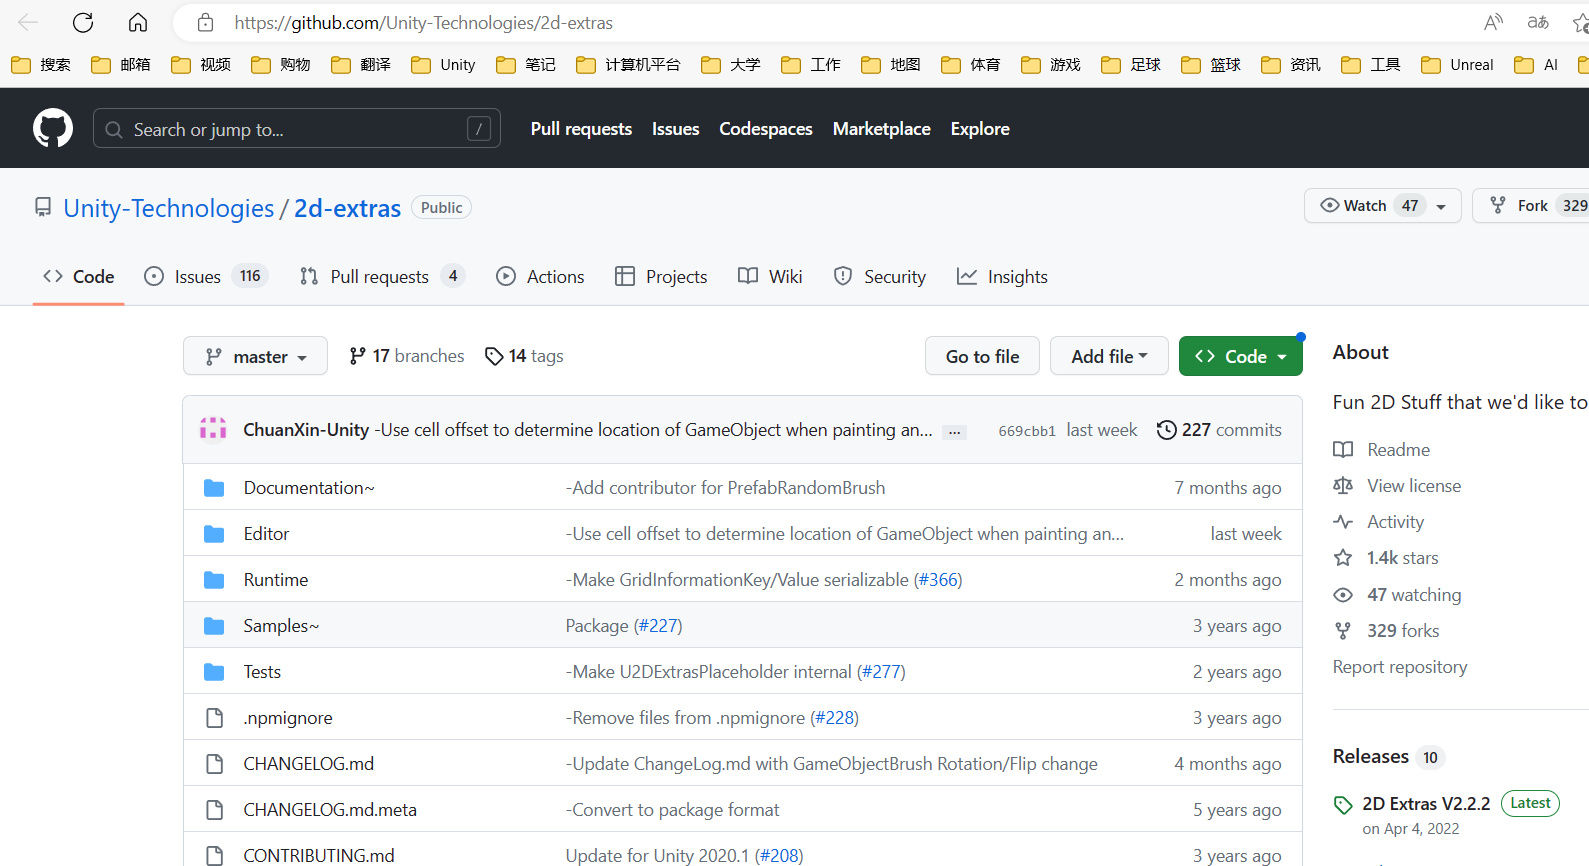 https://github.com/Unity-Technologies/2d-extras
搜索 邮箱 视频 购物 翻译 Unity 笔记 计算机平台 大学 工作 地图 体育 游戏 足球 篮球 资讯 工具 Unreal AI
Search or jump to... / Pull requests Issues Codespaces Marketplace Explore
Unity-Technologies / 2d-extras Public Watch 47 Fork 329
Code Issues 116 Pull requests 4 Actions Projects Wiki Security Insights
master 17 branches 14 tags Go to file Add file Code
ChuanXin-Unity -Use cell offset to determine location of GameObject when painting an... ... 669cbb1 last week 227 commits
Documentation~ -Add contributor for PrefabRandomBrush 7 months ago
Editor -Use cell offset to determine location of GameObject when painting an... last week
Runtime -Make GridInformationKey/Value serializable (#366) 2 months ago
Samples~ Package (#227) 3 years ago
Tests -Make U2DExtrasPlaceholder internal (#277) 2 years ago
.npmignore -Remove files from .npmignore (#228) 3 years ago
CHANGELOG.md -Update ChangeLog.md with GameObjectBrush Rotation/Flip change 4 months ago
CHANGELOG.md.meta -Convert to package format 5 years ago
CONTRIBUTING.md Update for Unity 2020.1 (#208) 3 years ago
About
Fun 2D Stuff that we'd like to
Readme
View license
Activity
1.4k stars
47 watching
329 forks
Report repository
Releases 10
2D Extras V2.2.2 Latest
on Apr 4, 2022